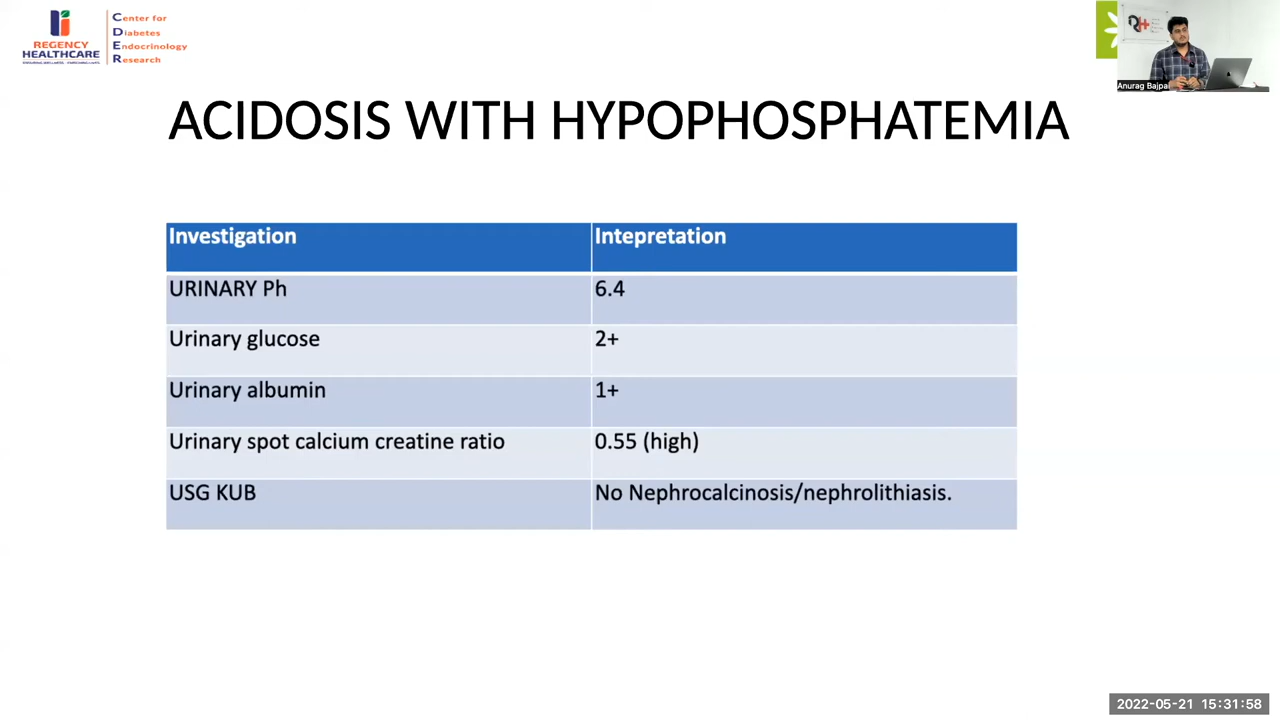 REGENCY
HEALTHCARE
Center for
Diabetes
Endocrinology
Research
Anurag Bajpa
ACIDOSIS WITH HYPOPHOSPHATEMIA
Investigation Intepretation
URINARY Ph 6.4
Urinary glucose 2+
Urinary albumin 1+
Urinary spot calcium creatine ratio 0.55 (high)
USG KUB No Nephrocalcinosis/nephrolithiasis.
2022-05-21 15:31:58